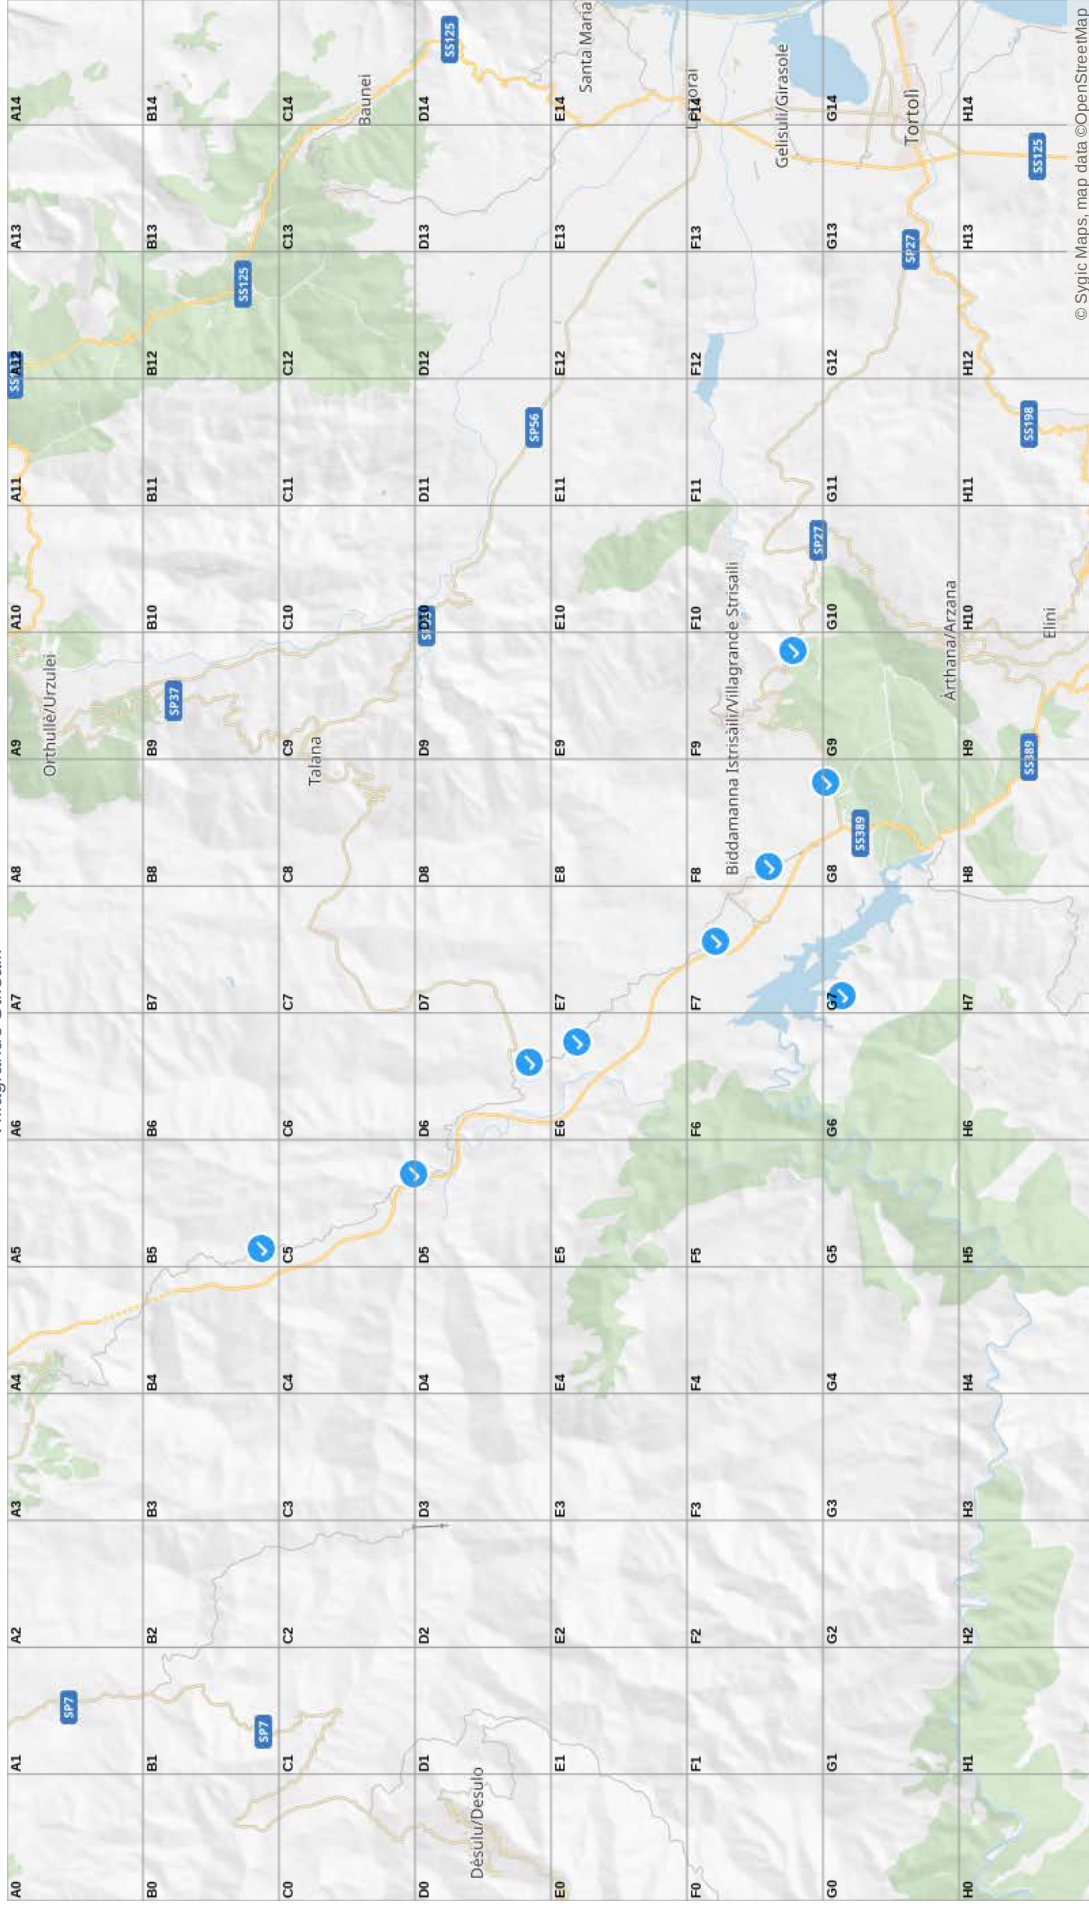 A0
A1
A2
A3
A4
A5
A6
A7
A8
A9
A10
A11
A13
A14
SP7
Orthullè/Urzulei
B0
B1
B2
B3
B4
B5
B6
B7
B8
B9
B10
B11
B12
B13
B14
SP7
SP37
SS125
C0
C1
C2
C3
C4
C5
C6
C7
C8
C9
C10
C11
C12
C13
C14
Talana
Baunei
D0
D1
D2
D3
D4
D5
D6
D7
D8
D9
D10
D11
D12
D13
D14
SS125
Dèsulu/Desulo
SP56
E0
E1
E2
E3
E4
E5
E6
E7
E8
E9
E10
E11
E12
E13
E14
Santa Maria
F0
F1
F2
F3
F4
F5
F6
F7
F8
F9
F10
F11
F12
F13
F14
Biddamanna Istrisàili/Villagrande Strisaili
Gelisuli/Girasole
SP27
G0
G1
G2
G3
G4
G5
G6
G7
G8
G9
G10
G11
G12
G13
G14
SS389
SP27
Tortolì
Àrthana/Arzana
H0
H1
H2
H3
H4
H5
H6
H7
H8
H9
H10
H11
H12
H13
H14
SS389
Elini
SS198
SS125
© Sygic Maps, map data ©OpenStreetMap